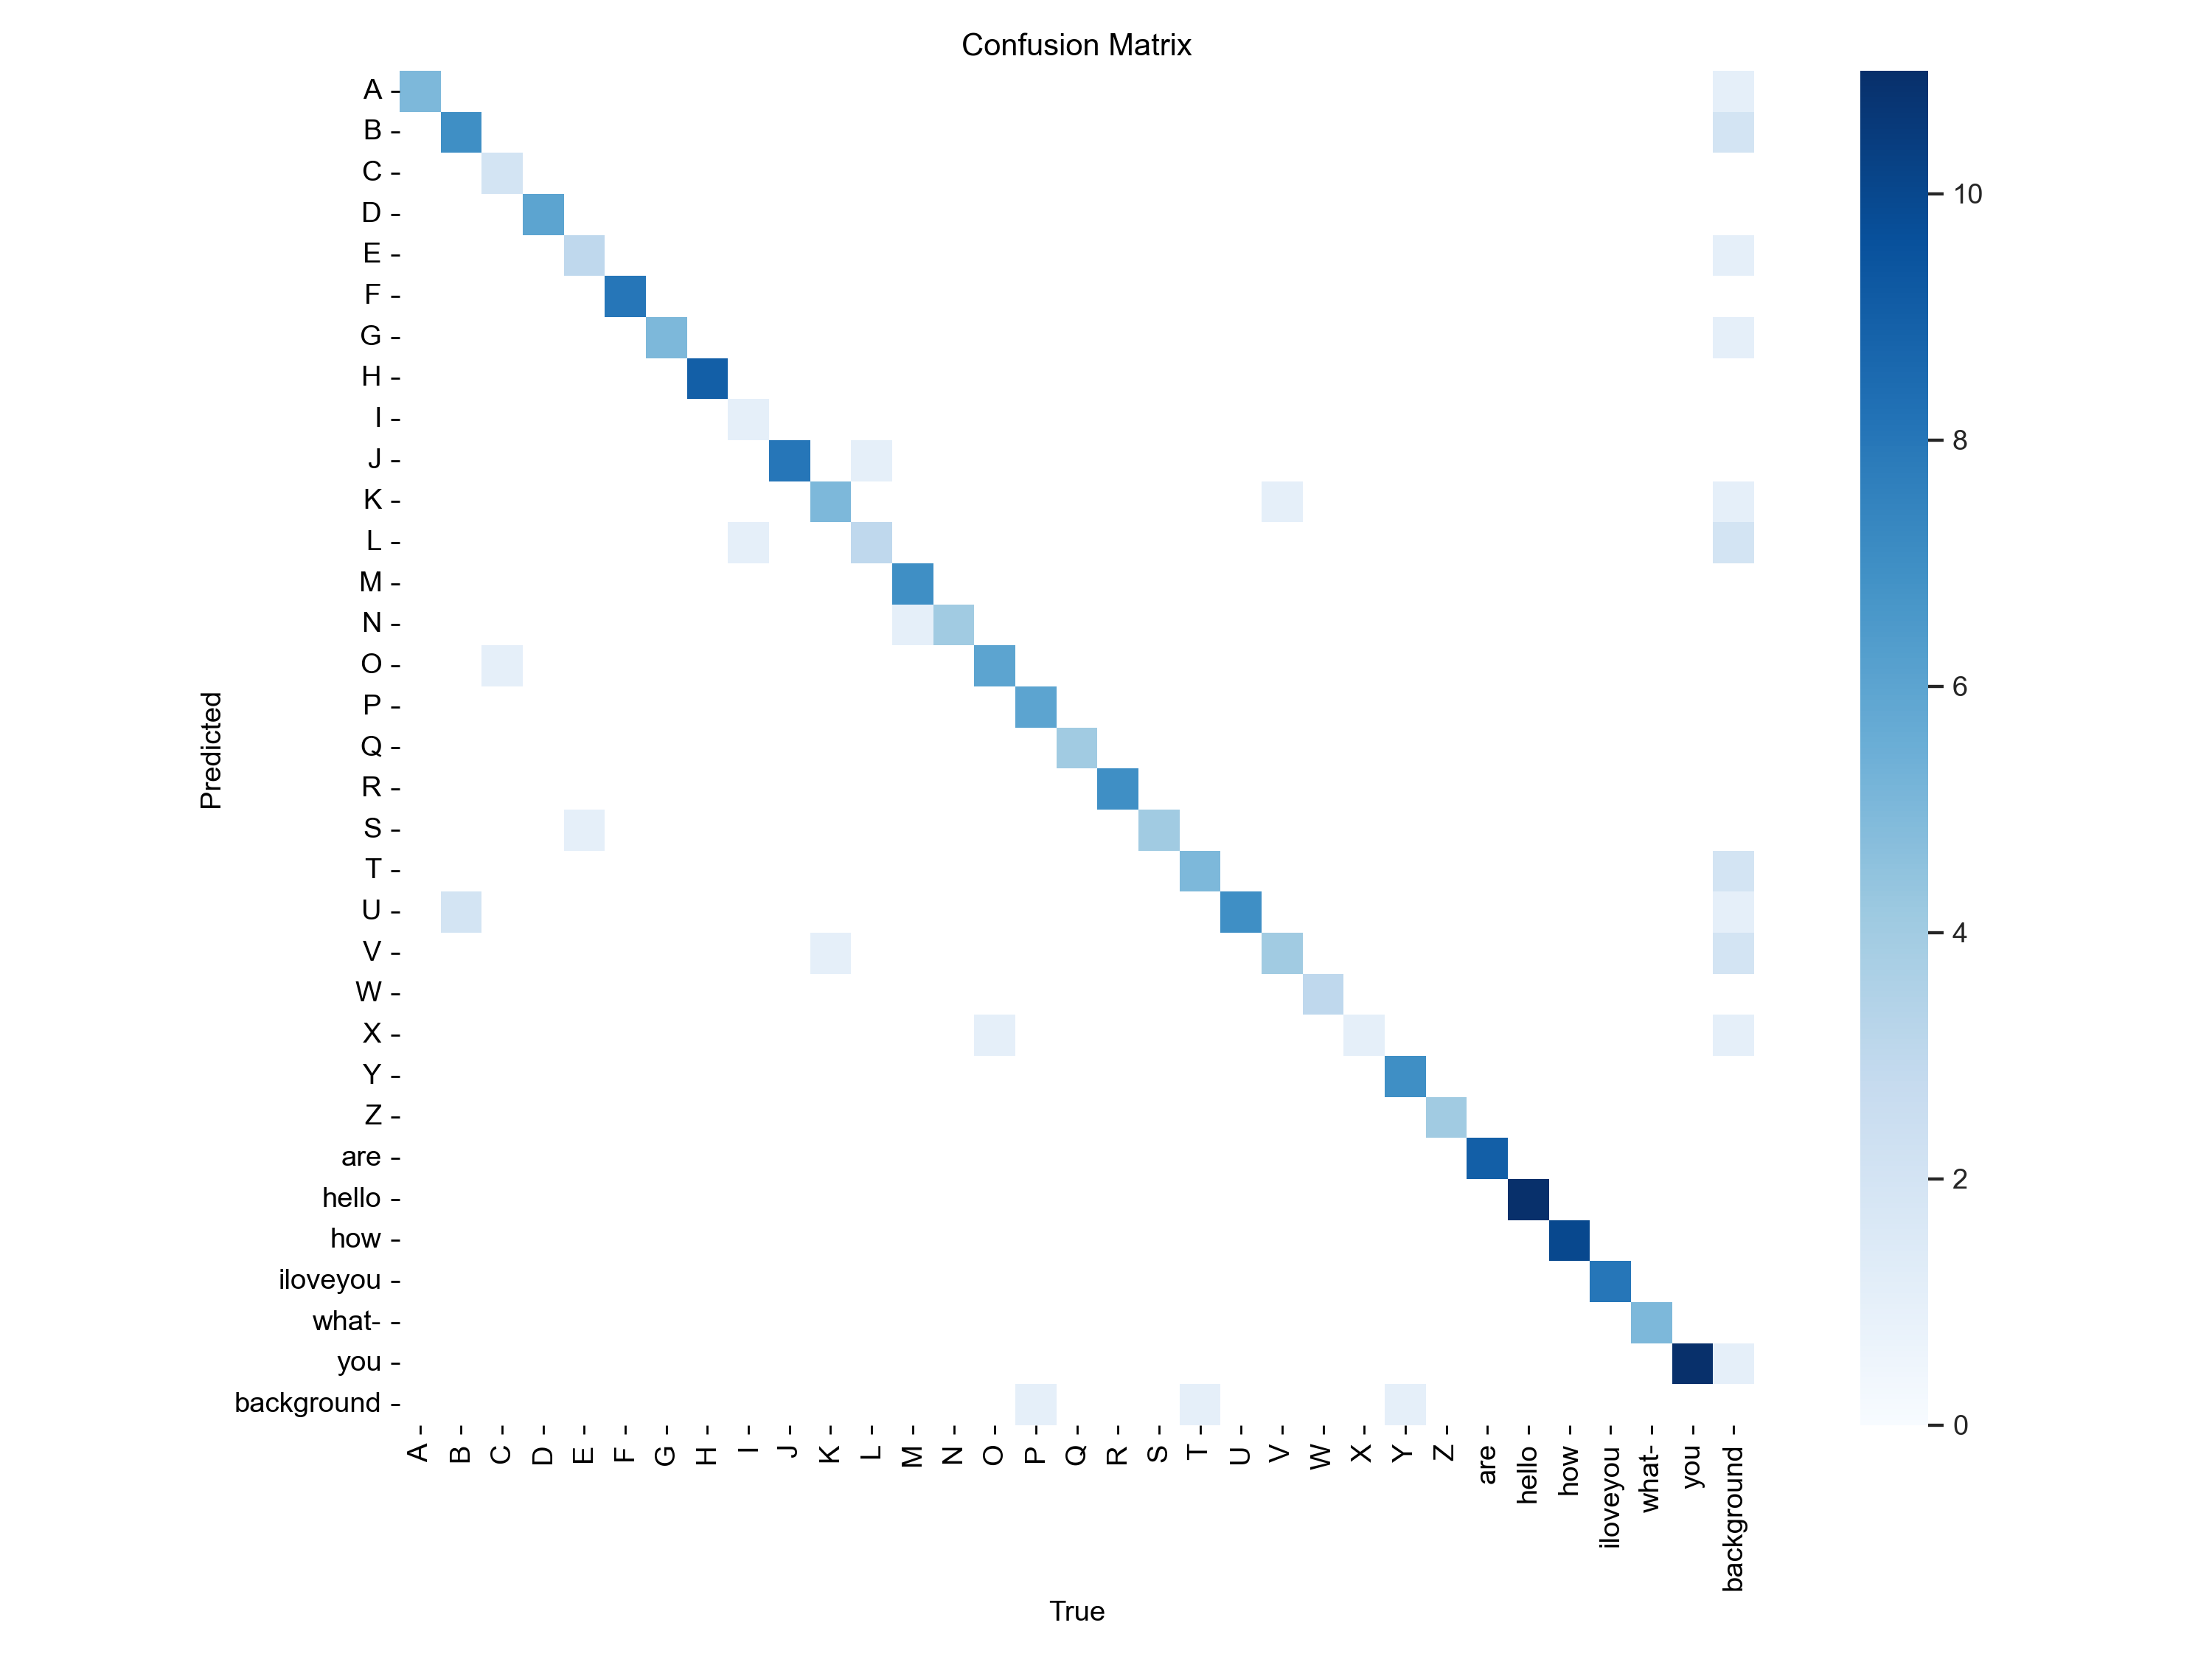 Confusion Matrix
A
B
C
D
E
F
G
H
I
J
K
L
M
N
O
P
Q
R
S
T
U
V
W
X
Y
Z
are
hello
how
iloveyou
what-
you
background
Predicted
A
B
C
D
E
F
G
H
I
J
K
L
M
N
O
P
Q
R
S
T
U
V
W
X
Y
Z
are
hello
how
iloveyou
what-
you
background
True
10
8
6
4
2
0